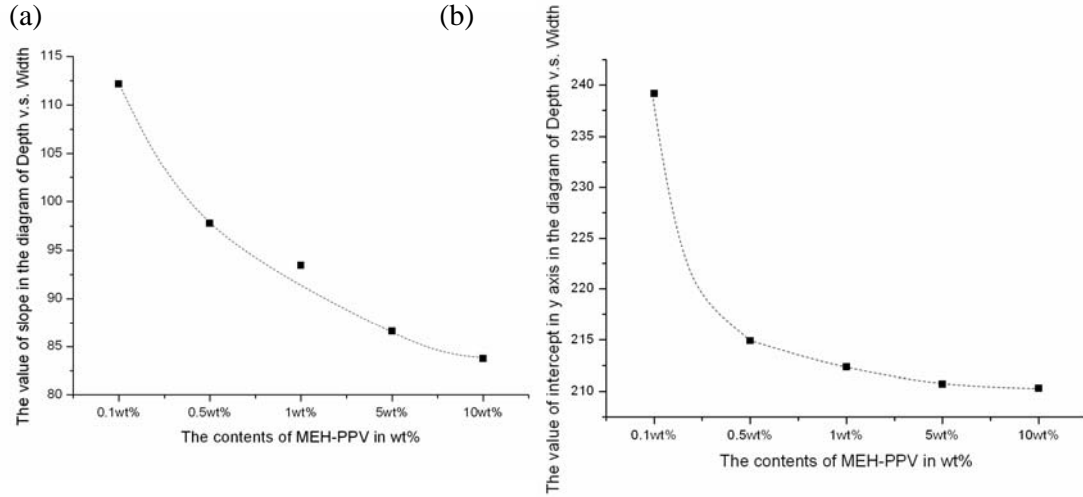 (a)
(b)
The value of slope in the diagram of Depth v.s. Width
115
110
105
100
95
90
85
80
0.1wt% 0.5wt% 1wt% 5wt% 10wt%
The contents of MEH-PPV in wt%
The value of intercept in y axis in the diagram of Depth v.s. Width
240
235
230
225
220
215
210
0.1wt% 0.5wt% 1wt% 5wt% 10wt%
The contents of MEH-PPV in wt%